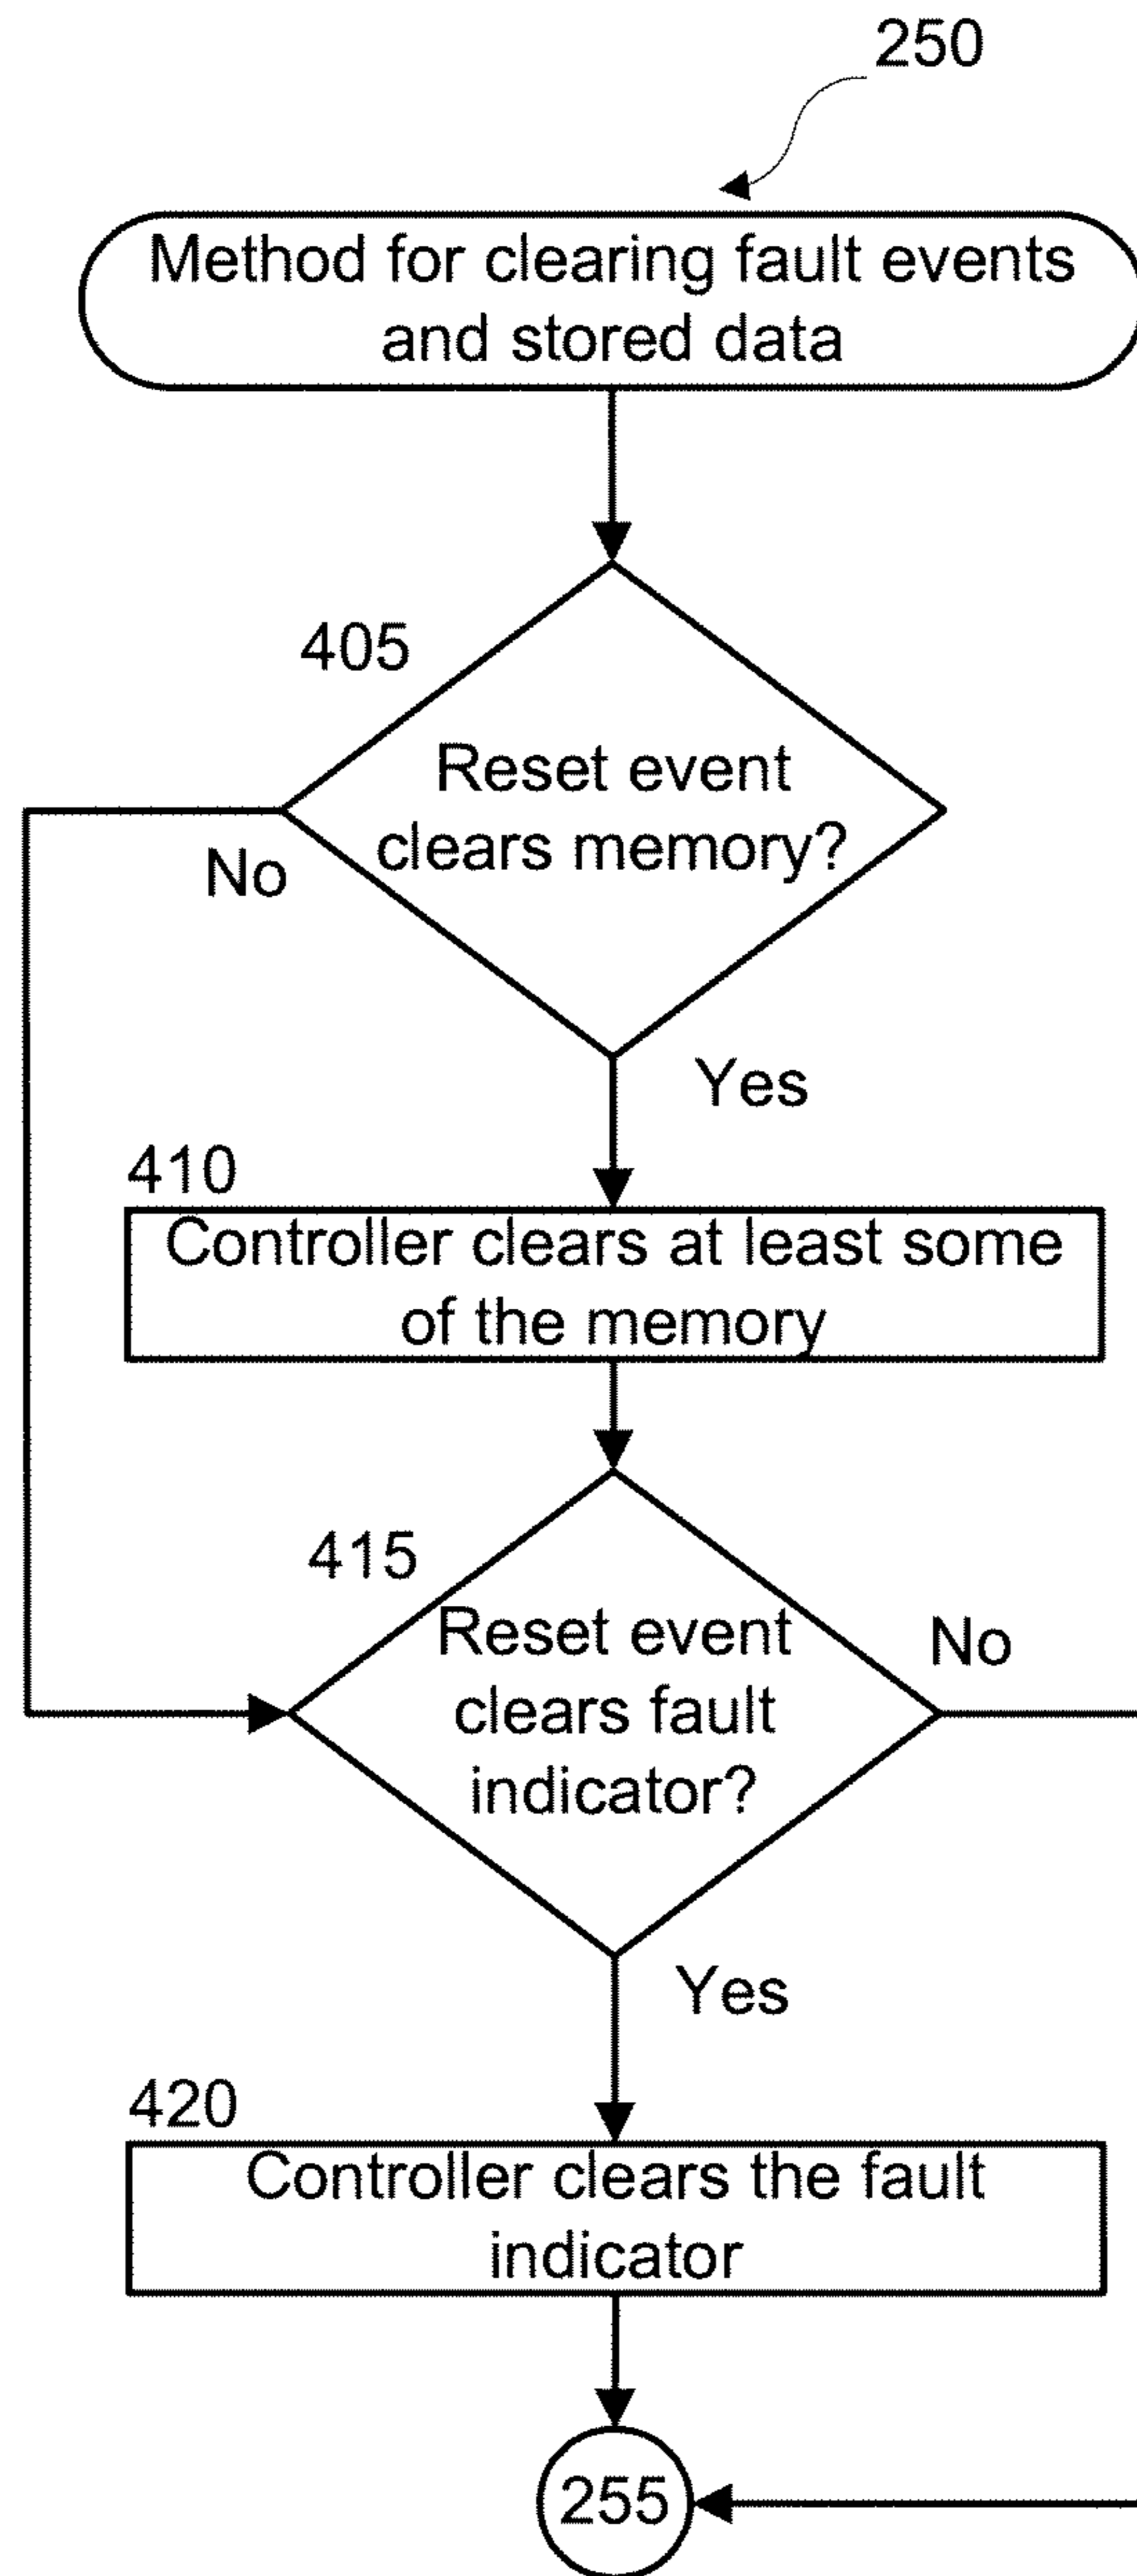 250
Method for clearing fault events
and stored data
405
Reset event
clears memory?
No
Yes
410
Controller clears at least some
of the memory
415
Reset event
clears fault
indicator?
No
Yes
420
Controller clears the fault
indicator
255